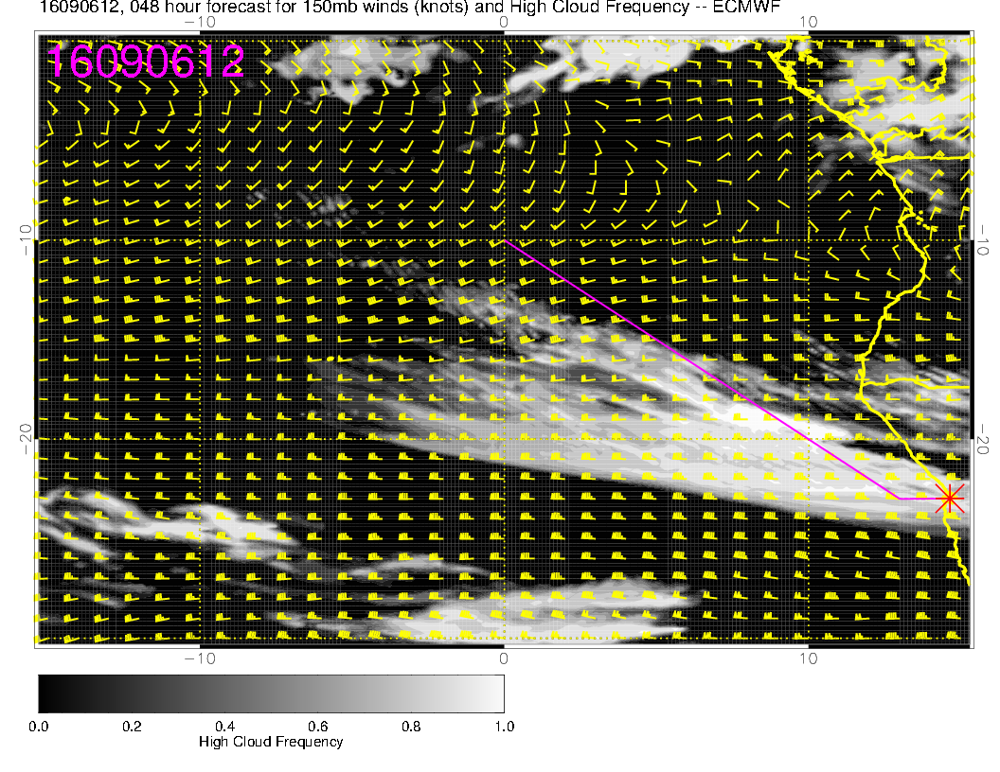 16090612, 048 hour forecast for 150mb winds (knots) and High Cloud Frequency -- ECMWF
−10 0 10
16090612
−10 −10
−20 −20
−10 0 10
0.0 0.2 0.4 0.6 0.8 1.0
High Cloud Frequency